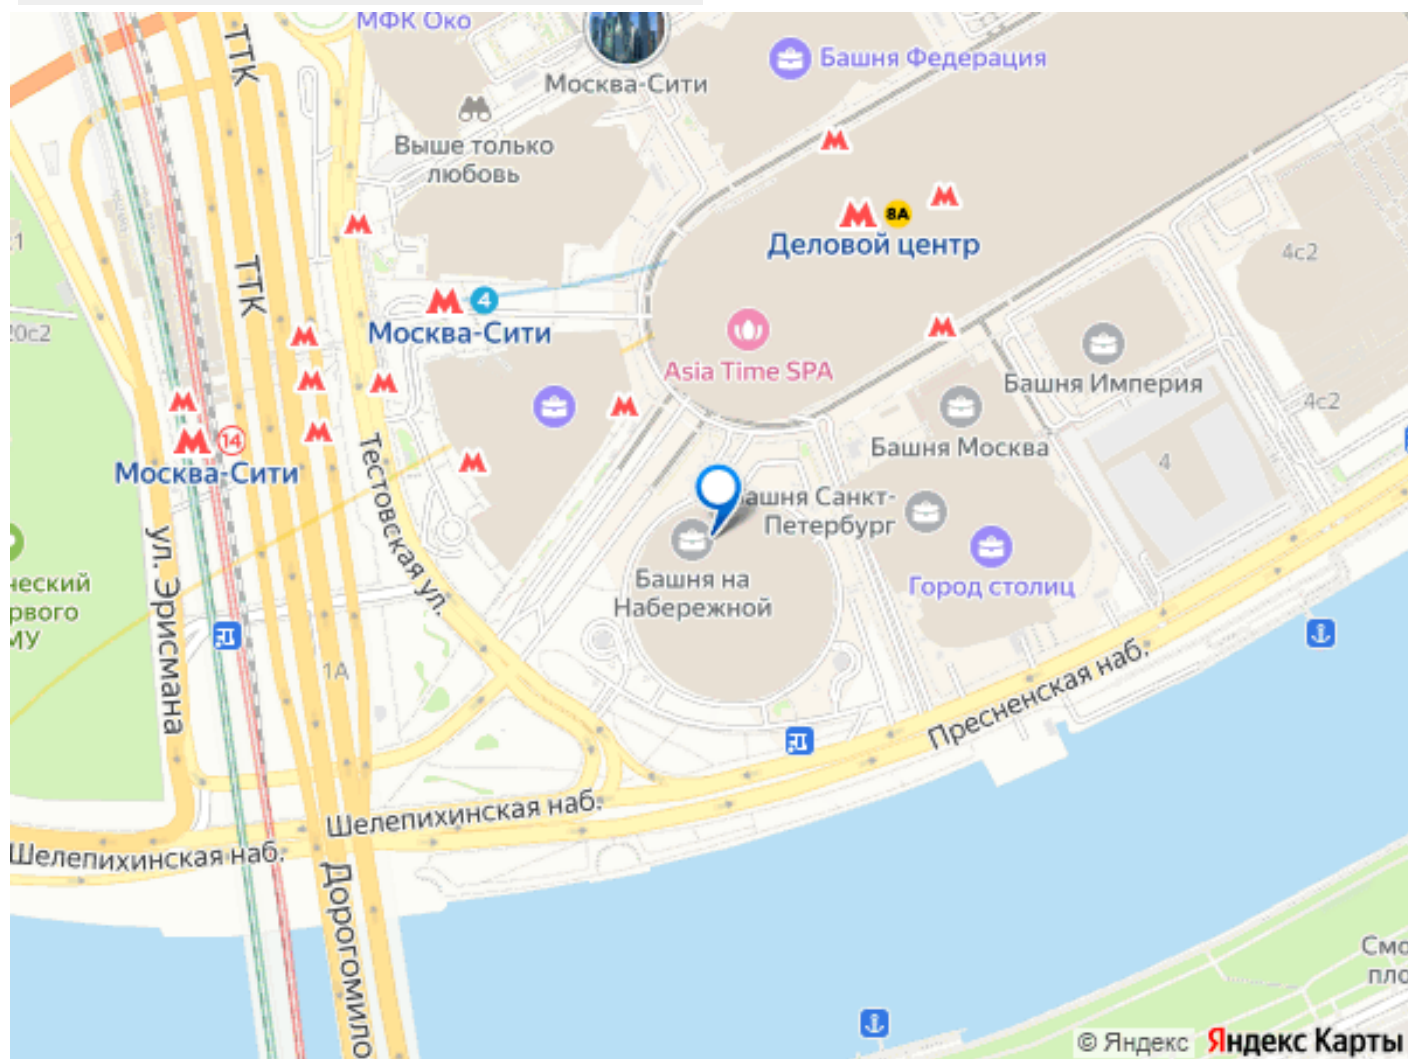 МФК Око
ТТК
Москва-Сити
Башня Федерация
Выше только
любовь
8А
Деловой центр
4с2
ТТК
4
Москва-Сити
Asia Time SPA
Башня Империя
4с2
14
Москва-Сити
Башня Москва
4
Тестовская ул.
ашня Санкт-
Петербург
ул. Эрисмана
Башня на
Набережной
Город столиц
1А
Пресненская наб.
Шелепихинская наб.
Шелепихинская наб.
Дорогомило
Смо
пло
© Яндекс Яндекс Карты